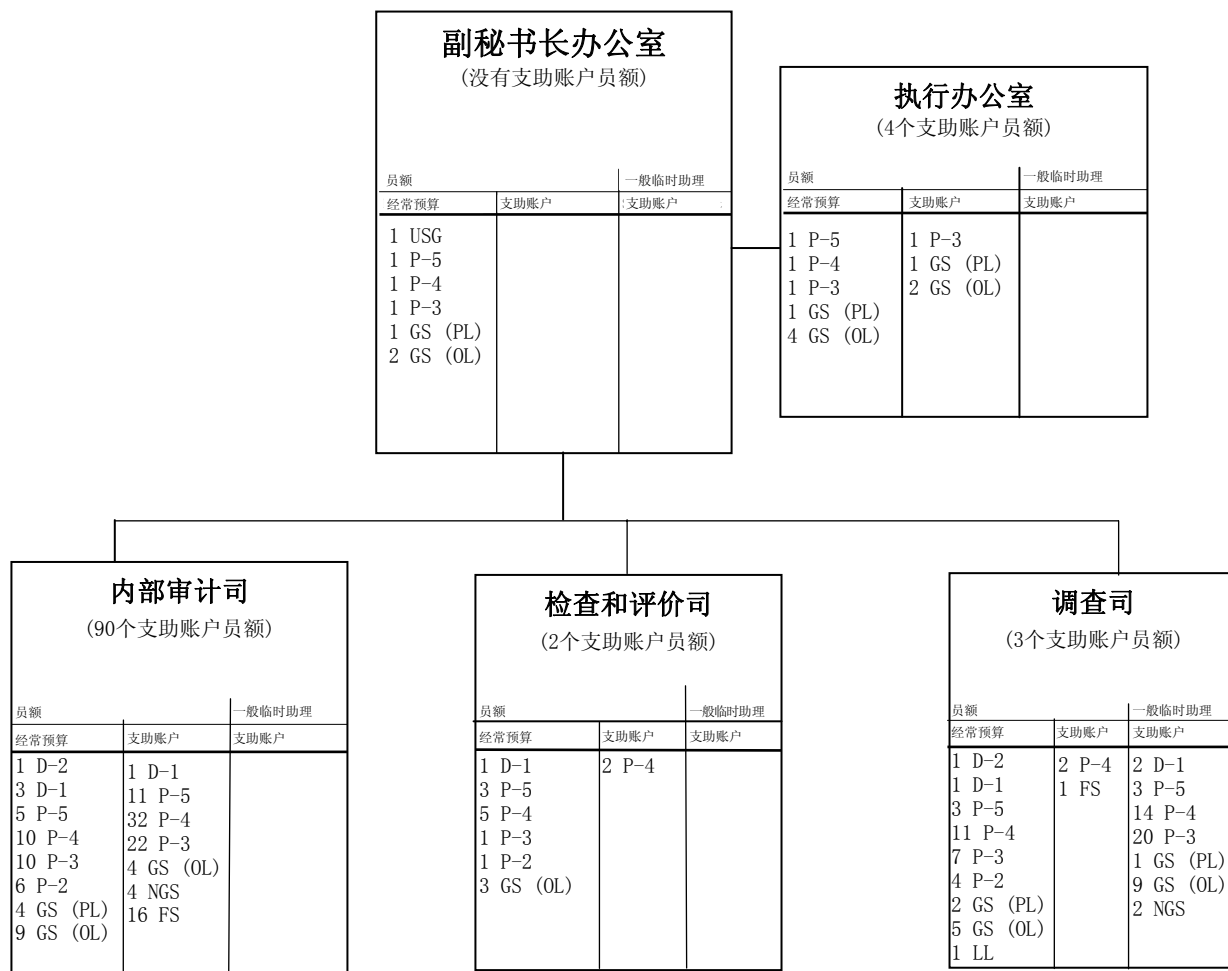 副秘书长办公室
(没有支助账户员额)
员额 一般临时助理
经常预算 支助账户 支助账户
1 USG
1 P-5
1 P-4
1 P-3
1 GS (PL)
2 GS (OL)
执行办公室
(4个支助账户员额)
员额 一般临时助理
经常预算 支助账户 支助账户
1 P-5 1 P-3
1 P-4 1 GS (PL)
1 P-3 2 GS (OL)
1 GS (PL)
4 GS (OL)
内部审计司
(90个支助账户员额)
员额 一般临时助理
经常预算 支助账户 支助账户
1 D-2 1 D-1
3 D-1 11 P-5
5 P-5 32 P-4
10 P-4 22 P-3
10 P-3 4 GS (OL)
6 P-2 4 NGS
4 GS (PL) 16 FS
9 GS (OL)
检查和评价司
(2个支助账户员额)
员额 一般临时助理
经常预算 支助账户 支助账户
1 D-1 2 P-4
3 P-5
5 P-4
1 P-3
1 P-2
3 GS (OL)
调查司
(3个支助账户员额)
员额 一般临时助理
经常预算 支助账户 支助账户
1 D-2 2 P-4 2 D-1
1 D-1 1 FS 3 P-5
3 P-5 14 P-4
11 P-4 20 P-3
7 P-3 1 GS (PL)
4 P-2 9 GS (OL)
2 GS (PL) 2 NGS
5 GS (OL)
1 LL